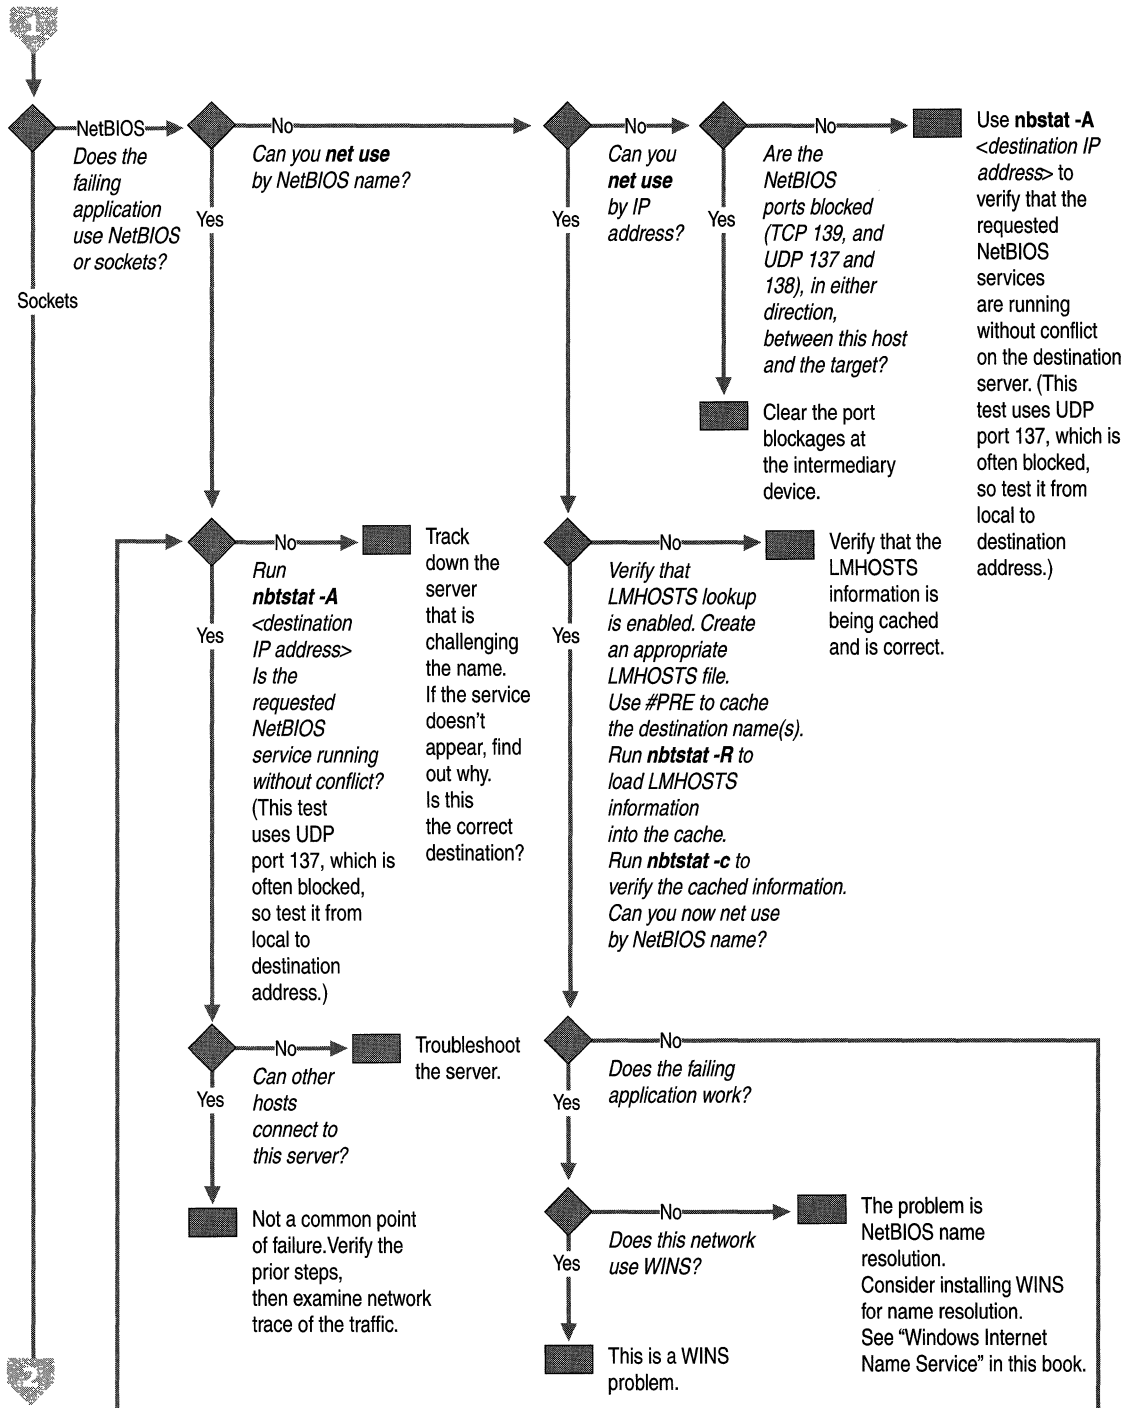 1
NetBIOS
Does the
failing
application
use NetBIOS
or sockets?
Sockets
No
Can you net use
by NetBIOS name?
Yes
No
Can you
net use
by IP
address?
Yes
No
Are the
NetBIOS
ports blocked
(TCP 139, and
UDP 137 and
138), in either
direction,
between this host
and the target?
Yes
Use nbstat -A
<destination IP
address> to
verify that the
requested
NetBIOS
services
are running
without conflict
on the destination
server. (This
test uses UDP
port 137, which is
often blocked,
so test it from
local to
destination
address.)
Clear the port
blockages at
the intermediary
device.
No
Run
nbtstat -A
<destination
IP address>
Is the
requested
NetBIOS
service running
without conflict?
(This test
uses UDP
port 137, which is
often blocked,
so test it from
local to
destination
address.)
Yes
Track
down the
server
that is
challenging
the name.
If the service
doesn't
appear, find
out why.
Is this
the correct
destination?
No
Verify that
LMHOSTS lookup
is enabled. Create
an appropriate
LMHOSTS file.
Use #PRE to cache
the destination name(s).
Run nbtstat -R to
load LMHOSTS
information
into the cache.
Run nbtstat -c to
verify the cached information.
Can you now net use
by NetBIOS name?
Yes
Verify that the
LMHOSTS
information is
being cached
and is correct.
No
Can other
hosts
connect to
this server?
Yes
Troubleshoot
the server.
No
Does the failing
application work?
Yes
Not a common point
of failure.Verify the
prior steps,
then examine network
trace of the traffic.
No
Does this network
use WINS?
Yes
The problem is
NetBIOS name
resolution.
Consider installing WINS
for name resolution.
See “Windows Internet
Name Service” in this book.
This is a WINS
problem.
2